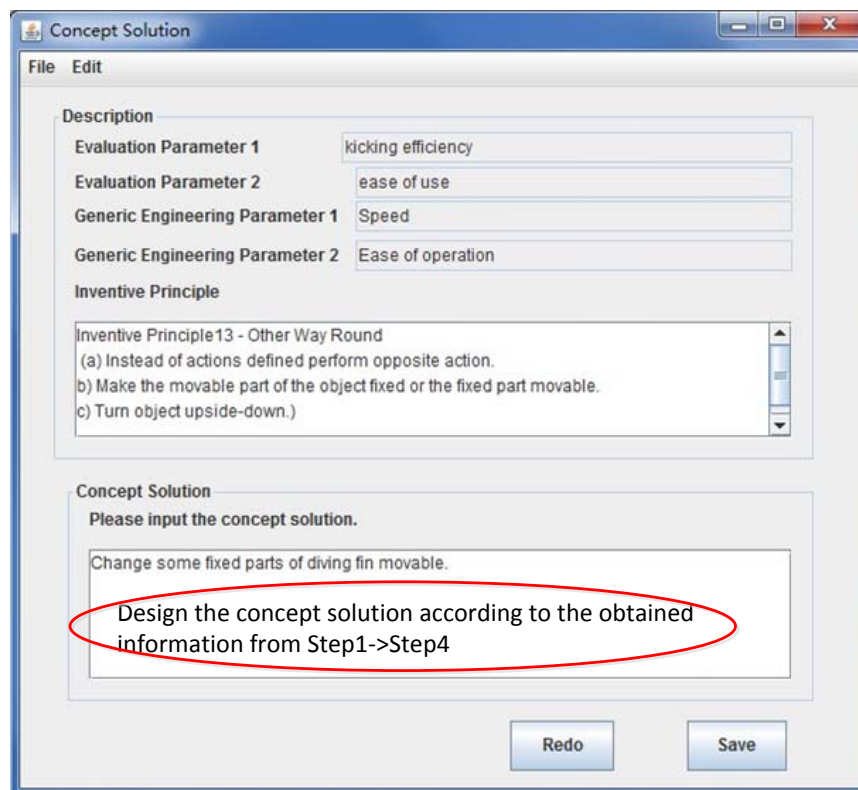 Concept Solution
File Edit
Description
Evaluation Parameter 1 kicking efficiency
Evaluation Parameter 2 ease of use
Generic Engineering Parameter 1 Speed
Generic Engineering Parameter 2 Ease of operation
Inventive Principle
Inventive Principle13 - Other Way Round
(a) Instead of actions defined perform opposite action.
b) Make the movable part of the object fixed or the fixed part movable.
c) Turn object upside-down.)
Concept Solution
Please input the concept solution.
Change some fixed parts of diving fin movable.
Design the concept solution according to the obtained
information from Step1->Step4
Redo Save